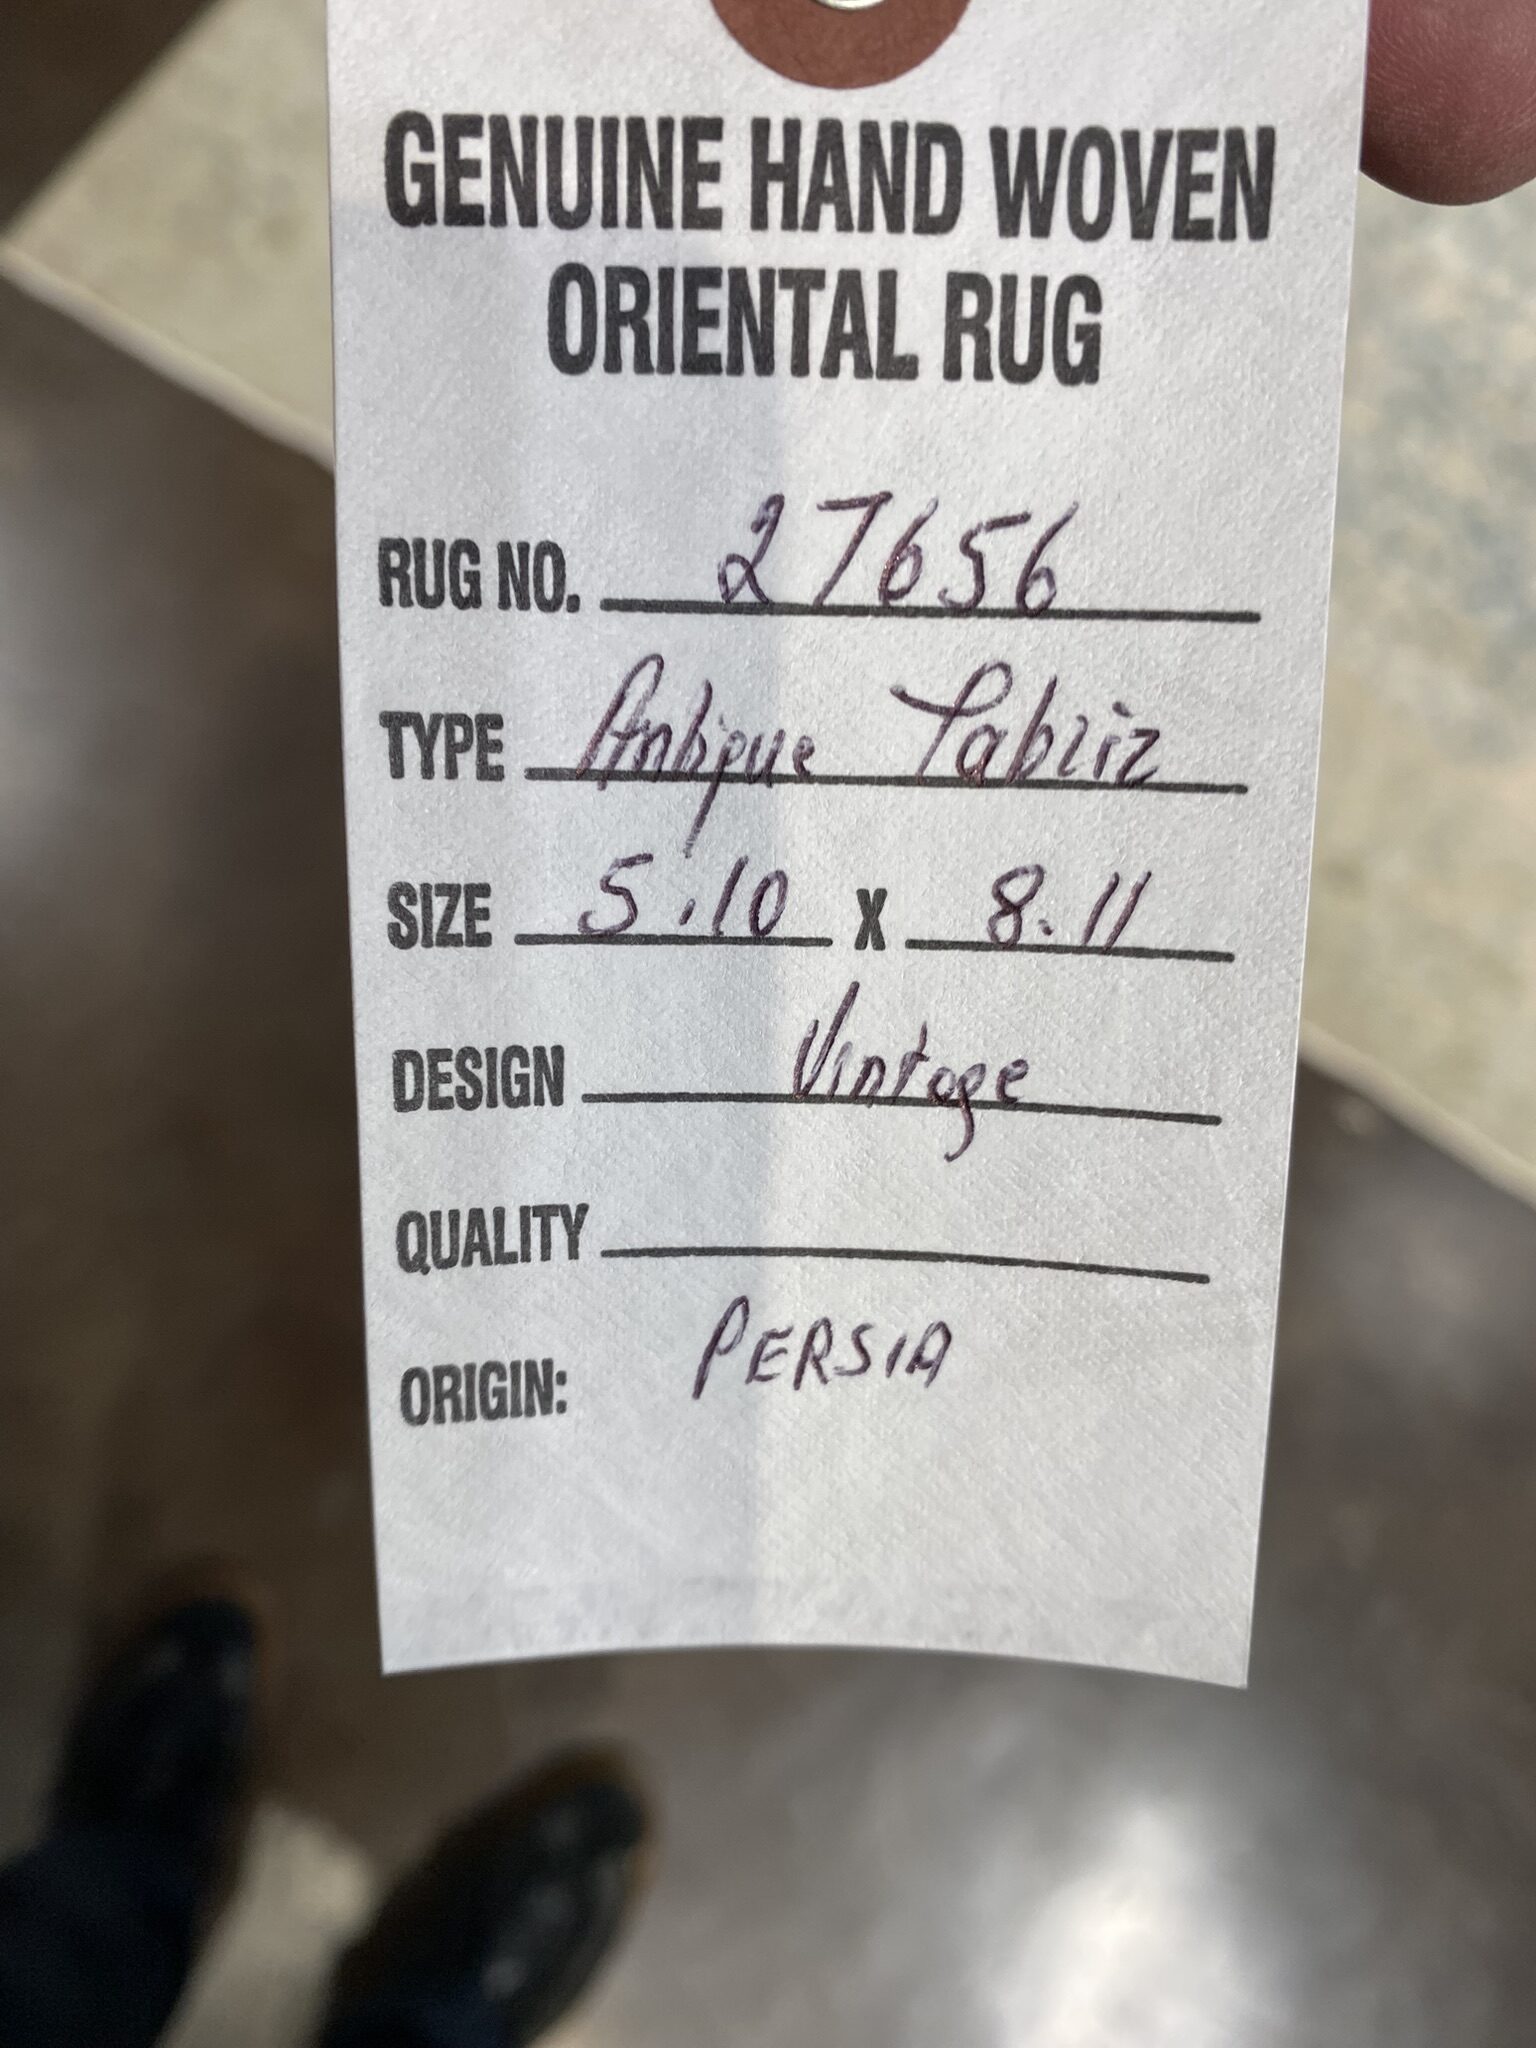 GENUINE HAND WOVEN
ORIENTAL RUG
RUG NO. 27656
TYPE Antique Tabriz
SIZE 5.10 X 8.11
DESIGN Vintage
QUALITY
ORIGIN: PERSIA